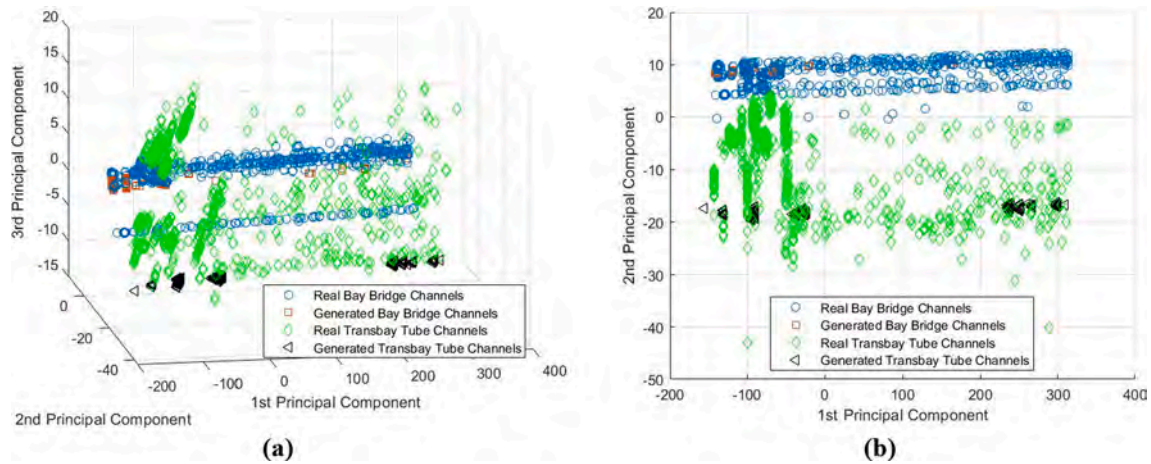 20
15
10
5
0
-5
-10
-15
3rd Principal Component
0
-20
-40
2nd Principal Component
-200
-100
0
100
200
300
400
1st Principal Component
Real Bay Bridge Channels
Generated Bay Bridge Channels
Real Transbay Tube Channels
Generated Transbay Tube Channels
(a)
20
10
0
-10
-20
-30
-40
-50
2nd Principal Component
-200
-100
0
100
200
300
400
1st Principal Component
Real Bay Bridge Channels
Generated Bay Bridge Channels
Real Transbay Tube Channels
Generated Transbay Tube Channels
(b)